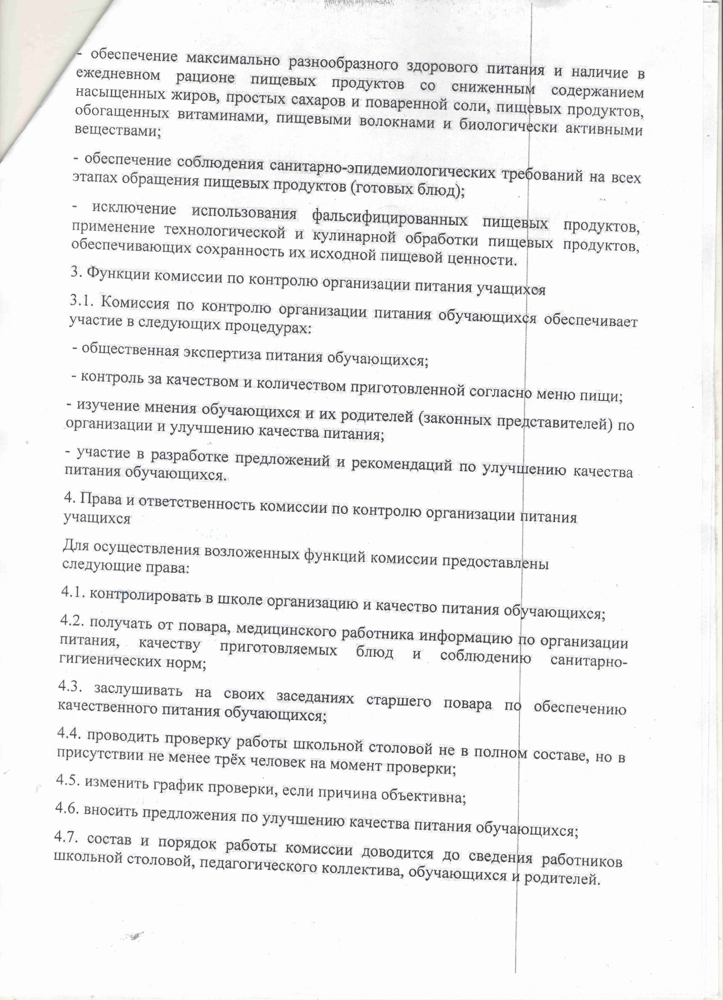 - обеспечение максимально разнообразного здорового питания и наличие в
ежедневном рационе пищевых продуктов со сниженным содержанием
насыщенных жиров, простых сахаров и поваренной соли, пищевых продуктов,
обогащенных витаминами, пищевыми волокнами и биологически активными
веществами;
- обеспечение соблюдения санитарно-эпидемиологических требований на всех
этапах обращения пищевых продуктов (готовых блюд);
- исключение использования фальсифицированных пищевых продуктов,
применение технологической и кулинарной обработки пищевых продуктов,
обеспечивающих сохранность их исходной пищевой ценности.
3. Функции комиссии по контролю организации питания учащихся
3.1. Комиссия по контролю организации питания обучающихся обеспечивает
участие в следующих процедурах:
- общественная экспертиза питания обучающихся;
- контроль за качеством и количеством приготовленной согласно меню пищи;
- изучение мнения обучающихся и их родителей (законных представителей) по
организации и улучшению качества питания;
- участие в разработке предложений и рекомендаций по улучшению качества
питания обучающихся.
4. Права и ответственность комиссии по контролю организации питания
учащихся
Для осуществления возложенных функций комиссии предоставлены
следующие права:
4.1. контролировать в школе организацию и качество питания обучающихся;
4.2. получать от повара, медицинского работника информацию по организации
питания, качеству приготовляемых блюд и соблюдению санитарно-
гигиенических норм;
4.3. заслушивать на своих заседаниях старшего повара по обеспечению
качественного питания обучающихся;
4.4. проводить проверку работы школьной столовой не в полном составе, но в
присутствии не менее трёх человек на момент проверки;
4.5. изменить график проверки, если причина объективна;
4.6. вносить предложения по улучшению качества питания обучающихся;
4.7. состав и порядок работы комиссии доводится до сведения работников
школьной столовой, педагогического коллектива, обучающихся и родителей.